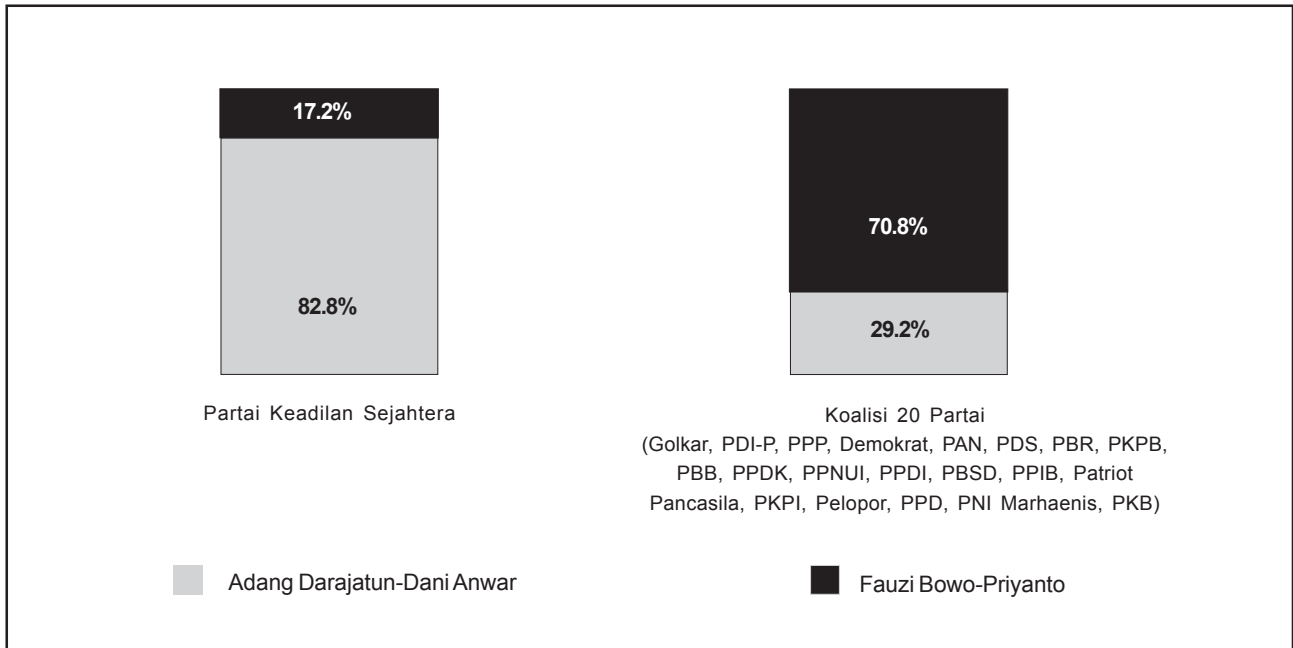 17.2%
82.8%
Partai Keadilan Sejahtera
70.8%
29.2%
Koalisi 20 Partai
(Golkar, PDI-P, PPP, Demokrat, PAN, PDS, PBR, PKPB,
PBB, PPDK, PPNUI, PPDI, PBSD, PPIB, Patriot
Pancasila, PKPI, Pelopor, PPD, PNI Marhaenis, PKB)
Adang Darajatun-Dani Anwar
Fauzi Bowo-Priyanto